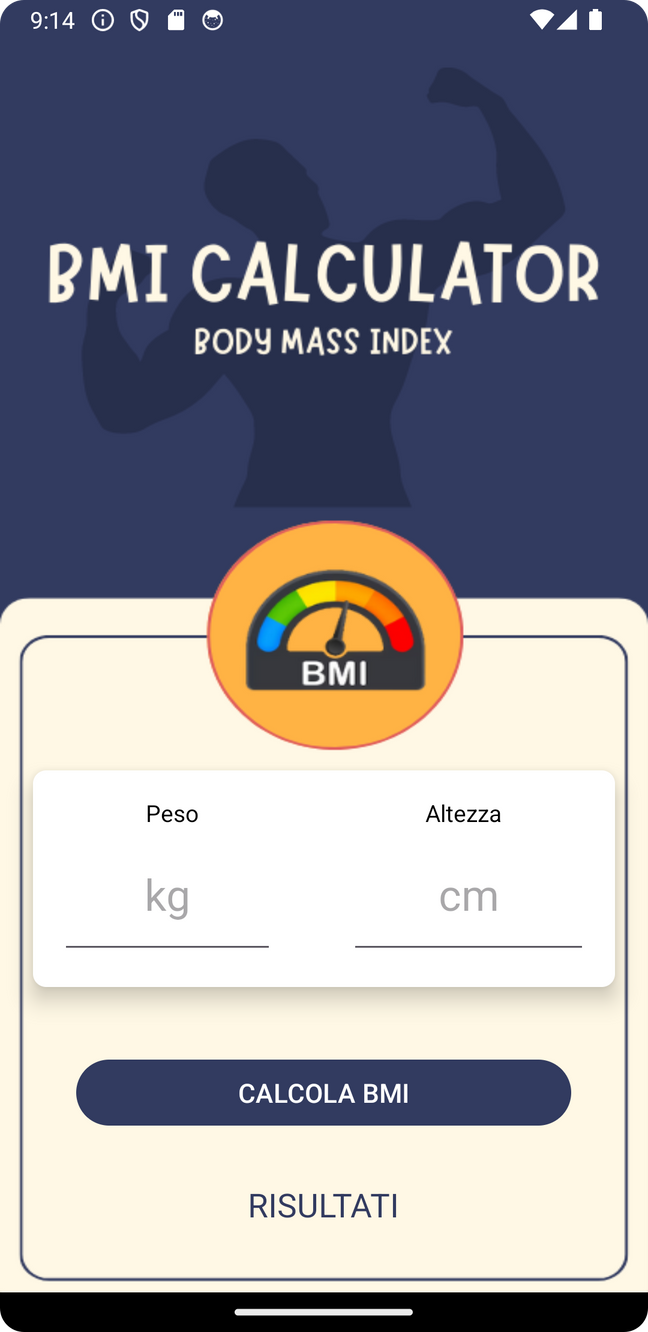 9:14
BMI CALCULATOR
BODY MASS INDEX
BMI
Peso Altezza
kg cm
CALCOLA BMI
RISULTATI